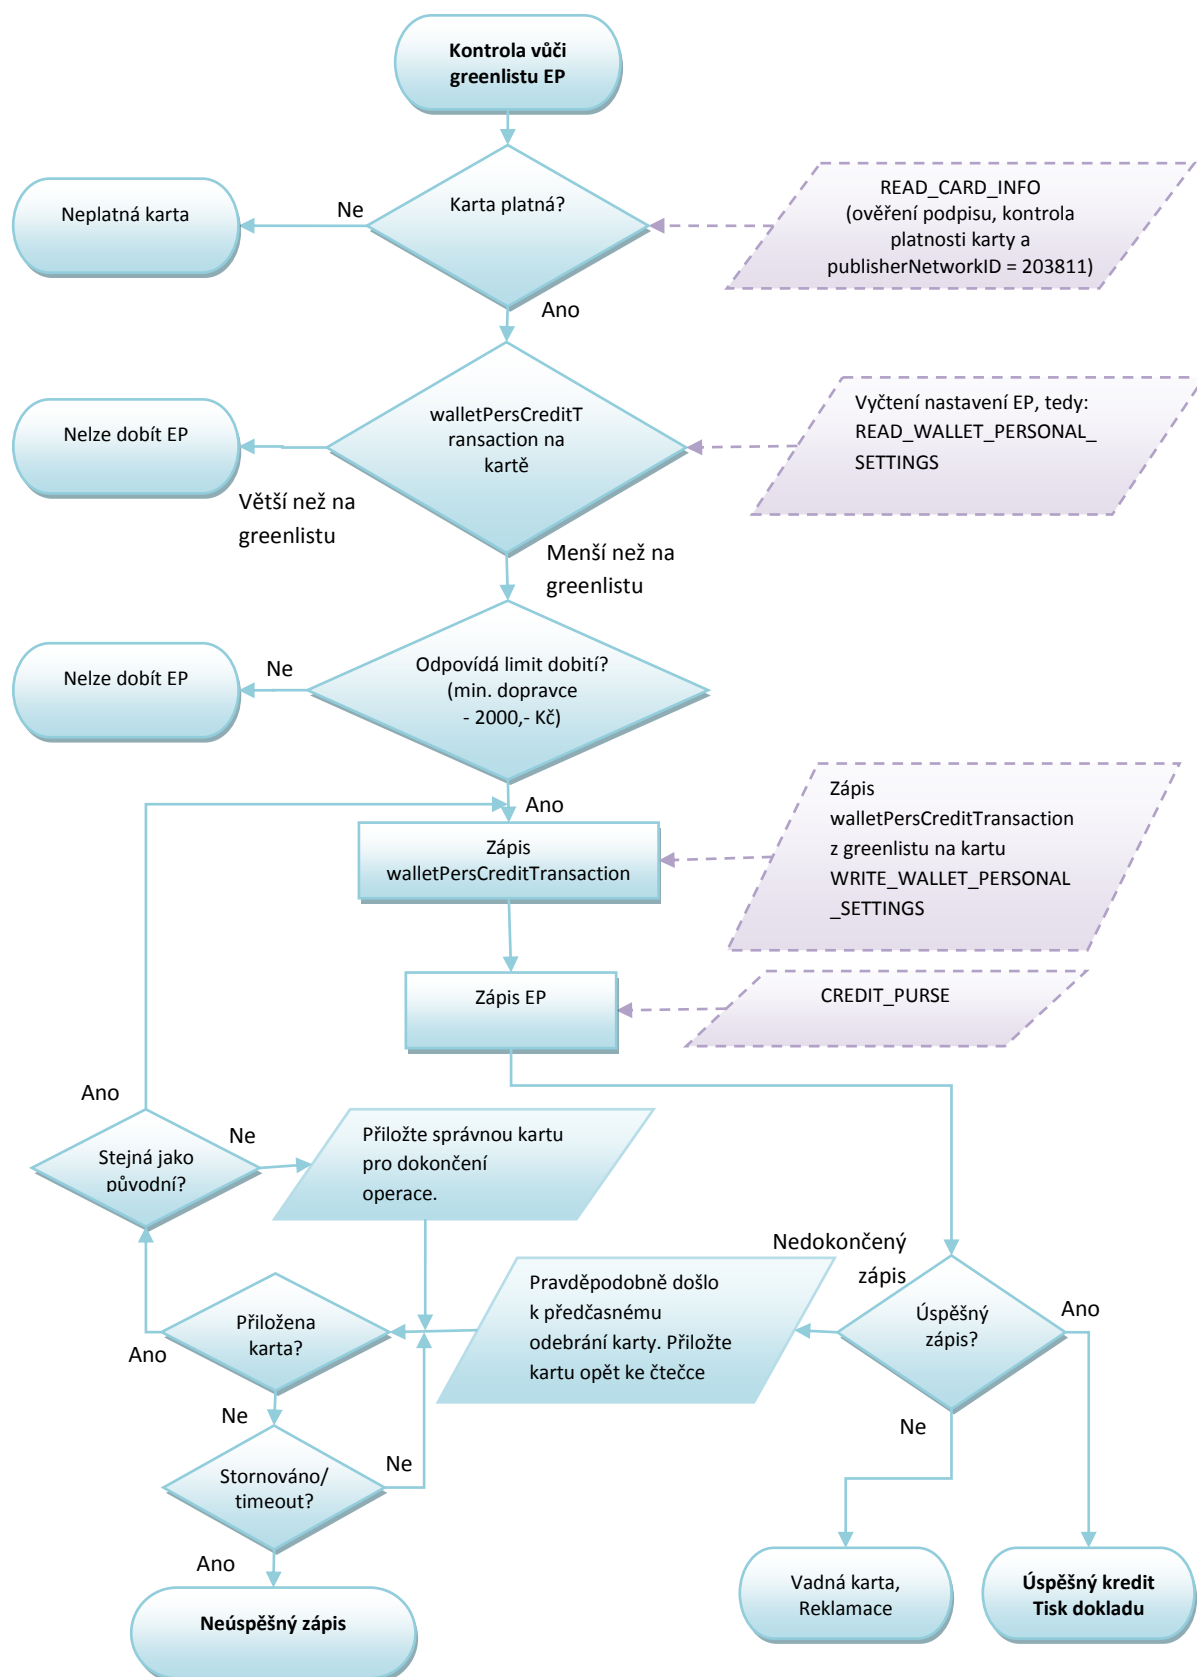 Kontrola vůči
greenlistu EP
Karta platná?
Ne
Neplatná karta
READ_CARD_INFO
(ověření podpisu, kontrola
platnosti karty a
publisherNetworkID = 203811)
Ano
walletPersCreditT
ransaction na
kartě
Nelze dobít EP
Větší než na
greenlistu
Vyčtení nastavení EP, tedy:
READ_WALLET_PERSONAL_
SETTINGS
Menší než na
greenlistu
Odpovídá limit dobití?
(min. dopravce
- 2000,- Kč)
Ne
Nelze dobít EP
Ano
Zápis
walletPersCreditTransaction
Zápis
walletPersCreditTransaction
z greenlistu na kartu
WRITE_WALLET_PERSONAL
_SETTINGS
Zápis EP
CREDIT_PURSE
Ano
Stejná jako
původní?
Ne
Přiložte správnou kartu
pro dokončení
operace.
Nedokončený
zápis
Pravděpodobně došlo
k předčasnému
odebrání karty. Přiložte
kartu opět ke čtečce
Úspěšný
zápis?
Ano
Přiložena
karta?
Ano
Ne
Ne
Stornováno/
timeout?
Ne
Ano
Neúspěšný zápis
Vadná karta,
Reklamace
Úspěšný kredit
Tisk dokladu